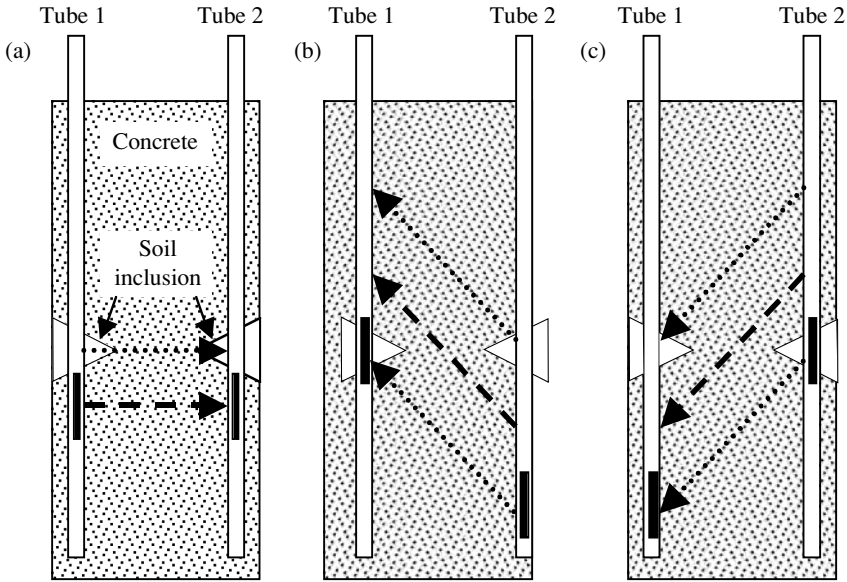 Tube 1
Tube 2
Tube 1
Tube 2
Tube 1
Tube 2
(a)
(b)
(c)
Concrete
Soil
inclusion